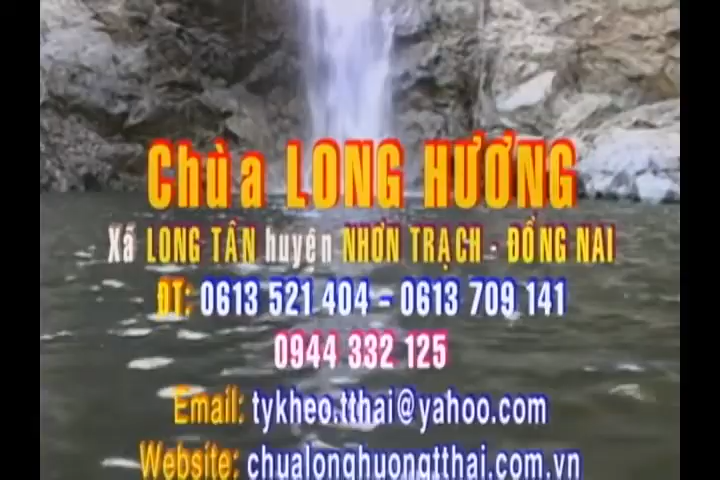 Chùa LONG HƯƠNG
Xã LONG TÂN huyện NHƠN TRẠCH - ĐỒNG NAI
ĐT: 0613 521 404 - 0613 709 141
0944 332 125
Email: tykheo.tthai@yahoo.com
Website: chualonghuongtthai.com.vn